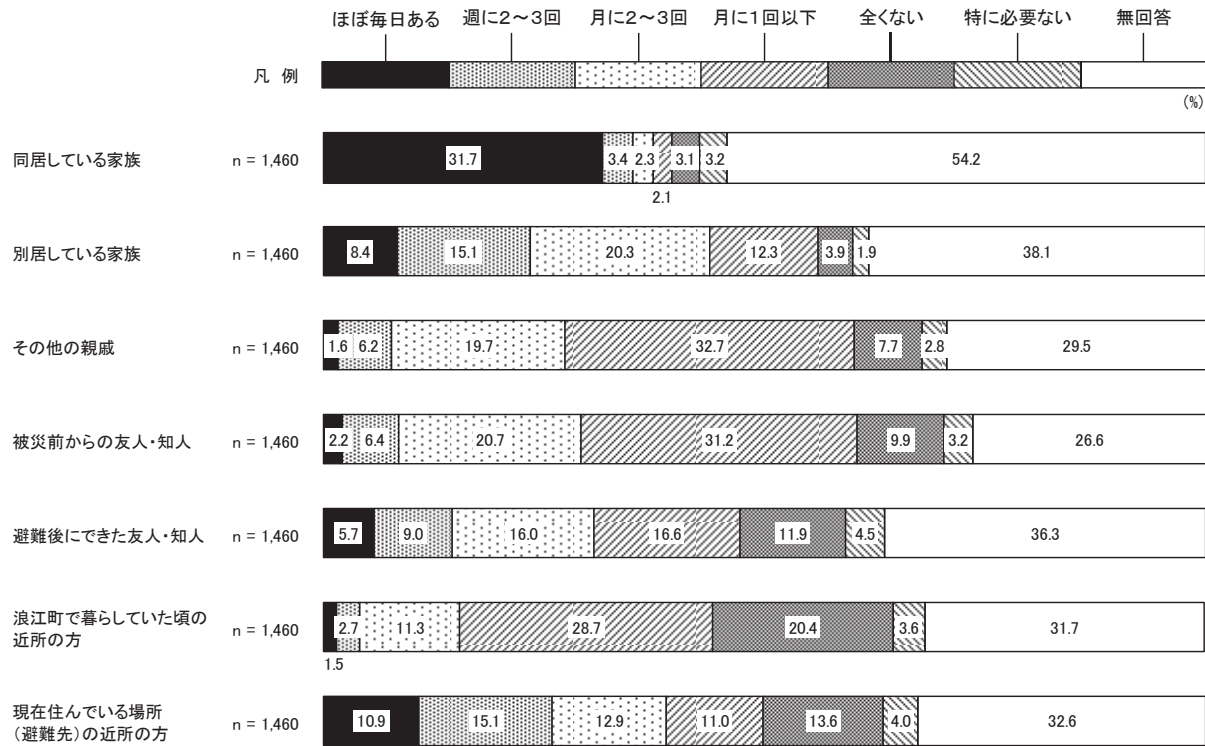 ほぼ毎日ある 週に2～3回 月に2～3回 月に1回以下 全くない 特に必要ない 無回答
凡 例
(%)
同居している家族 n = 1,460 31.7 3.4 2.3 3.1 3.2 54.2
2.1
別居している家族 n = 1,460 8.4 15.1 20.3 12.3 3.9 1.9 38.1
その他の親戚 n = 1,460 1.6 6.2 19.7 32.7 7.7 2.8 29.5
被災前からの友人・知人 n = 1,460 2.2 6.4 20.7 31.2 9.9 3.2 26.6
避難後にできた友人・知人 n = 1,460 5.7 9.0 16.0 16.6 11.9 4.5 36.3
浪江町で暮らしていた頃の
近所の方 n = 1,460 2.7 11.3 28.7 20.4 3.6 31.7
1.5
現在住んでいる場所
(避難先)の近所の方 n = 1,460 10.9 15.1 12.9 11.0 13.6 4.0 32.6